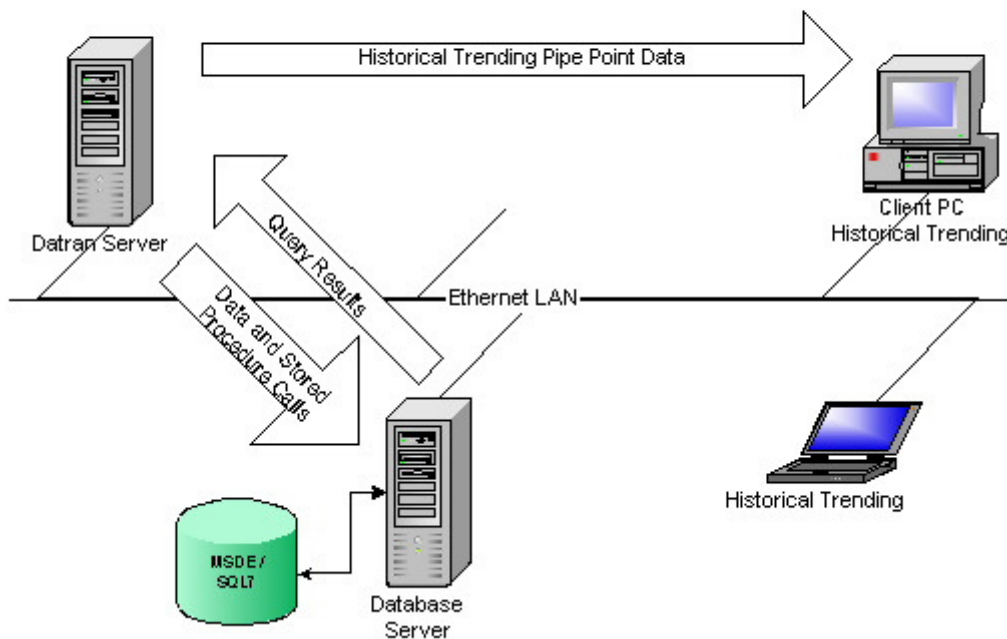 Historical Trending Pipe Point Data
Datran Server
Client PC
Historical Trending
Query Results
Ethernet LAN
Data and Stored
Procedure Calls
Historical Trending
MSDE /
SQL7
Database
Server